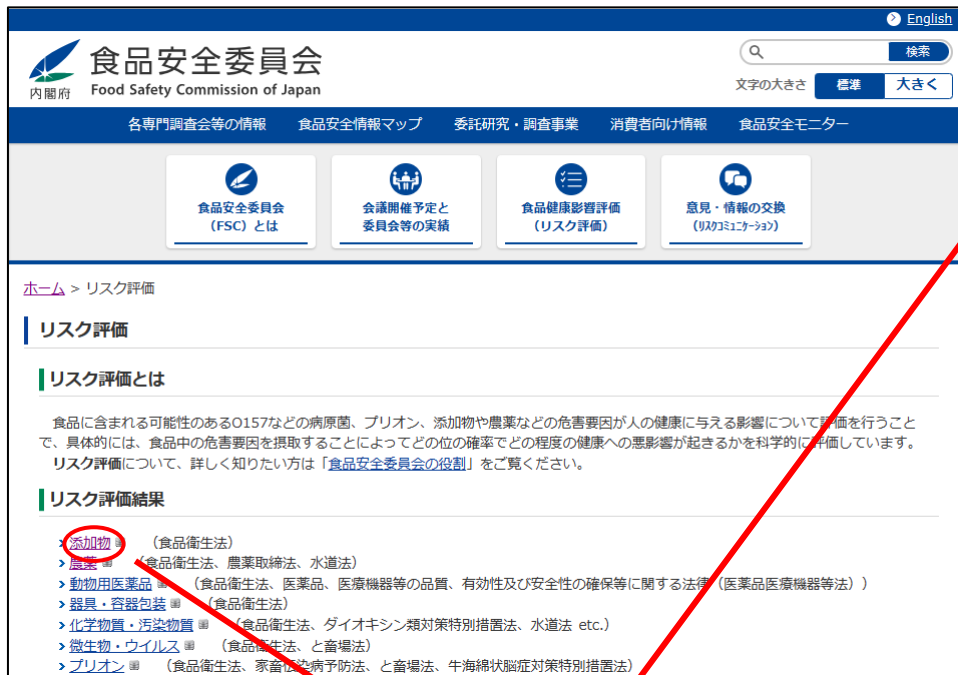 English
食品安全委員会
内閣府 Food Safety Commission of Japan
検索
文字の大きさ 標準 大きく
各専門調査会等の情報 食品安全情報マップ 委託研究・調査事業 消費者向け情報 食品安全モニター
食品安全委員会
(FSC)とは
会議開催予定と
委員会等の実績
食品健康影響評価
(リスク評価)
意見・情報の交換
(リスクコミュニケーション)
ホーム > リスク評価
リスク評価
リスク評価とは
食品に含まれる可能性のあるO157などの病原菌、プリオン、添加物や農薬などの危害要因が人の健康に与える影響について評価を行うこと
で、具体的には、食品中の危害要因を摂取することによってどの位の確率でどの程度の健康への悪影響が起きるかを科学的に評価しています。
リスク評価について、詳しく知りたい方は「食品安全委員会の役割」をご覧ください。
リスク評価結果
添加物 (食品衛生法)
農薬 (食品衛生法、農薬取締法、水道法)
動物用医薬品 (食品衛生法、医薬品、医療機器等の品質、有効性及び安全性の確保等に関する法律(医薬品医療機器等法))
器具・容器包装 (食品衛生法)
化学物質・汚染物質 (食品衛生法、ダイオキシン類対策特別措置法、水道法 etc.)
微生物・ウイルス (食品衛生法、と畜場法)
プリオン (食品衛生法、家畜伝染病予防法、と畜場法、牛海綿状脳症対策特別措置法)